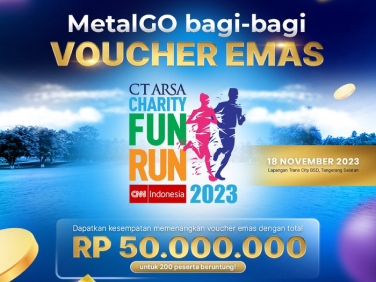 MetalGO bagi-bagi
VOUCHER EMAS
CT ARSA
CHARITY
FUN
RUN
CNN Indonesia 2023
18 NOVEMBER 2023
Lapangan Trans City BSD, Tangerang Selatan
Dapatkan kesempatan memenangkan voucher emas dengan total
RP 50.000.000
untuk 200 peserta beruntung!